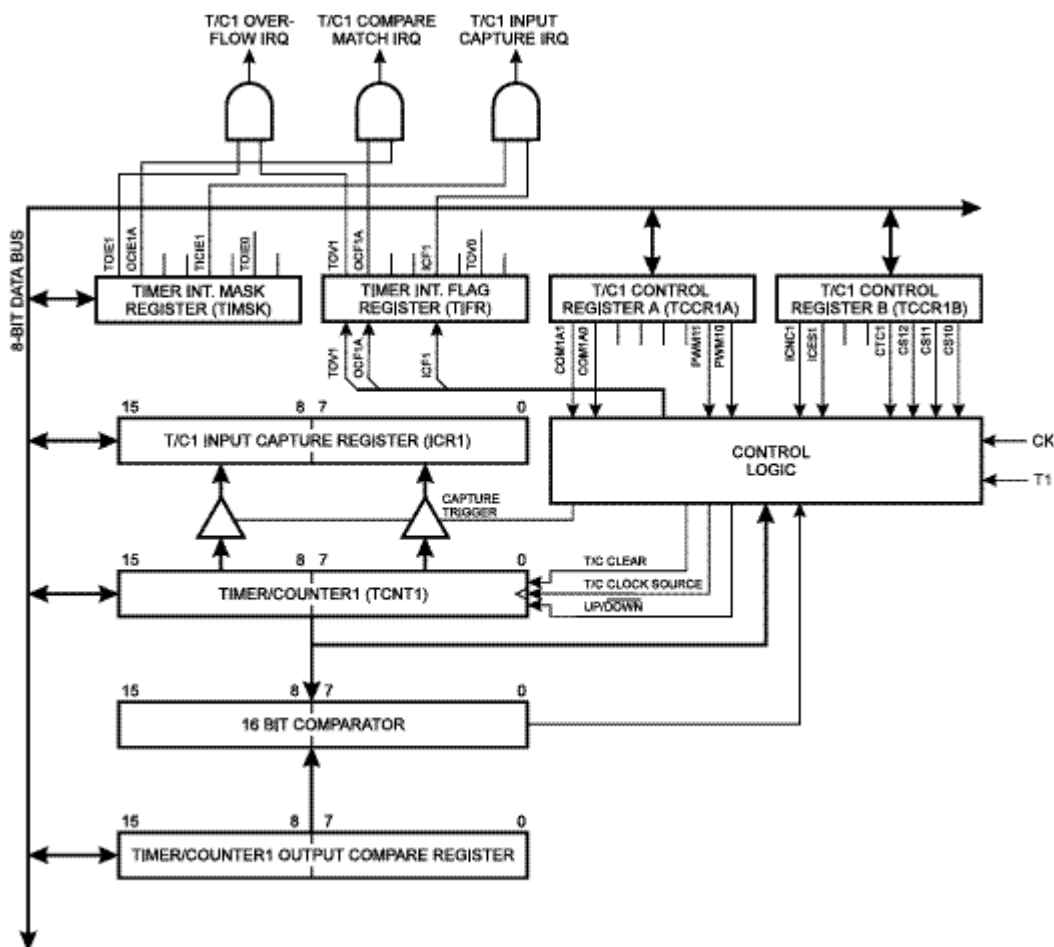 T/C1 OVER-
FLOW IRQ
T/C1 COMPARE
MATCH IRQ
T/C1 INPUT
CAPTURE IRQ
8-BIT DATA BUS
TOIE1
OCIE1A
TICIE1
TOIE0
TOV1
OCF1A
ICF1
TOV0
TIMER INT. MASK
REGISTER (TIMSK)
TIMER INT. FLAG
REGISTER (TIFR)
T/C1 CONTROL
REGISTER A (TCCR1A)
T/C1 CONTROL
REGISTER B (TCCR1B)
TOV1
OCF1A
ICF1
COM1A1
COM1A0
PWM11
PWM10
ICNC1
ICES1
CTC1
CS12
CS11
CS10
15 8 7 0
T/C1 INPUT CAPTURE REGISTER (ICR1)
CONTROL
LOGIC
CK
T1
CAPTURE
TRIGGER
15 8 7 0
TIMER/COUNTER1 (TCNT1)
T/C CLEAR
T/C CLOCK SOURCE
UP/DOWN
15 8 7 0
16 BIT COMPARATOR
15 8 7 0
TIMER/COUNTER1 OUTPUT COMPARE REGISTER